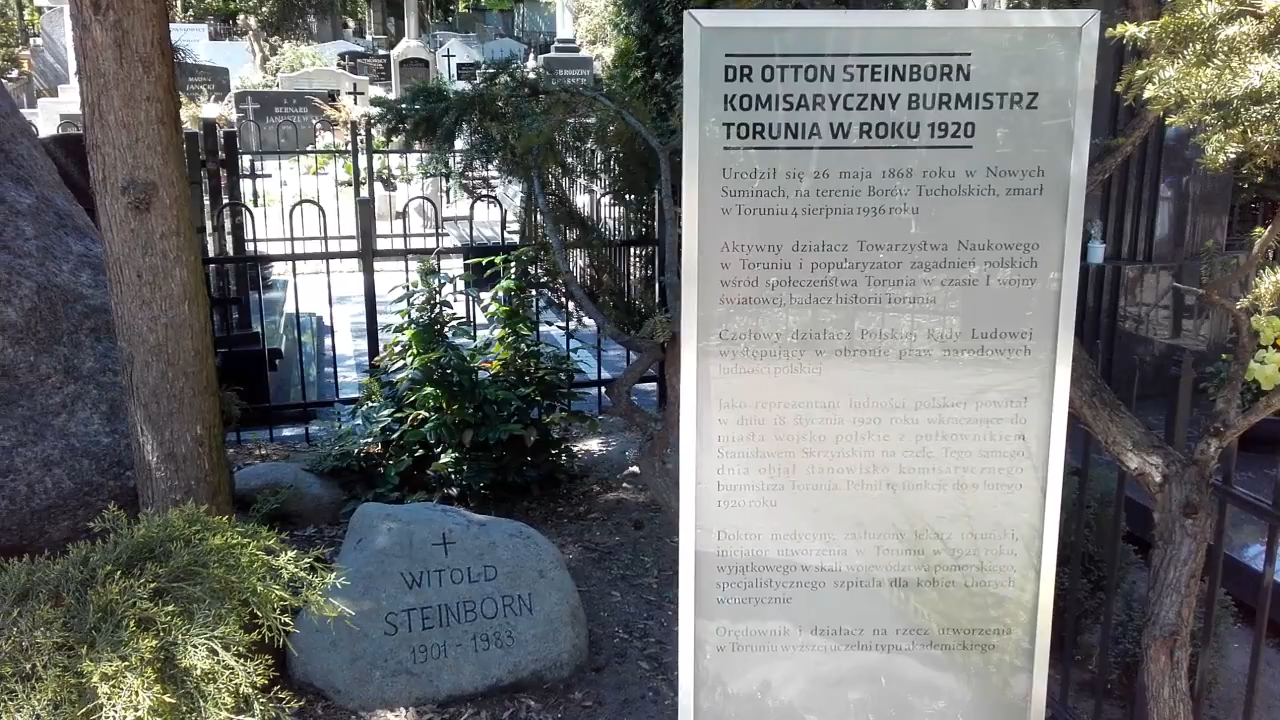 DR OTTON STEINBORN
KOMISARYCZNY BURMISTRZ
TORUNIA W ROKU 1920
Urodził się 26 maja 1868 roku w Nowych
Suminach, na terenie Borów Tucholskich, zmarł
w Toruniu 4 sierpnia 1936 roku
Aktywny działacz Towarzystwa Naukowego
w Toruniu i popularyzator zagadnień polskich
wśród społeczeństwa Torunia w czasie I wojny
światowej, badacz historii Torunia
Czołowy działacz Polskiej Rady Ludowej
występujący w obronie praw narodowych
ludności polskiej
Jako reprezentant ludności polskiej powitał
w dniu 18 stycznia 1920 roku wkraczające do
miasta wojsko polskie z pułkownikiem
Stanisławem Skrzyńskim na czele. Tego samego
dnia objął stanowisko komisarycznego
burmistrza Torunia. Pełnił tę funkcję do 9 lutego
1920 roku
Doktor medycyny, zasłużony lekarz toruński,
inicjator utworzenia w Toruniu w 1921 roku,
wyjątkowego w skali województwa pomorskiego,
specjalistycznego szpitala dla kobiet chorych
wenerycznie
Orędownik i działacz na rzecz utworzenia
w Toruniu wyższej uczelni typu akademickiego
WITOLD
STEINBORN
1901 - 1983
JANICKI
BERNARD